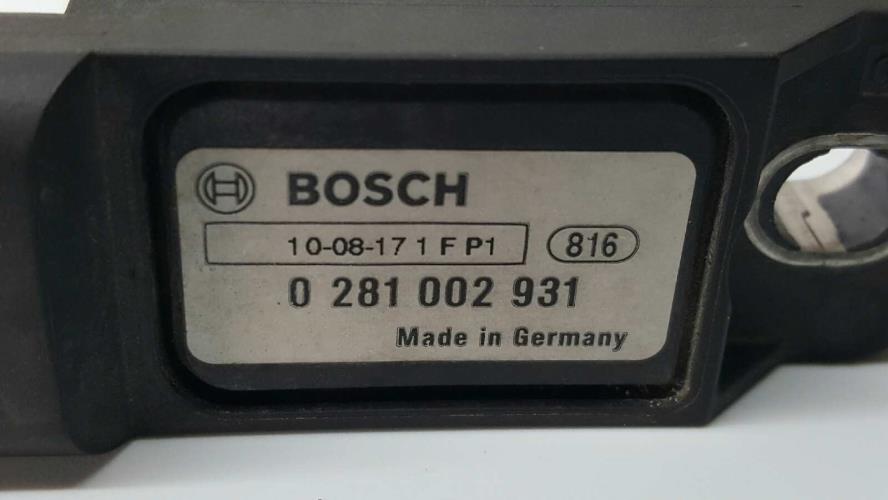 BOSCH
10-08-17 1 F P1 816
0 281 002 931
Made in Germany